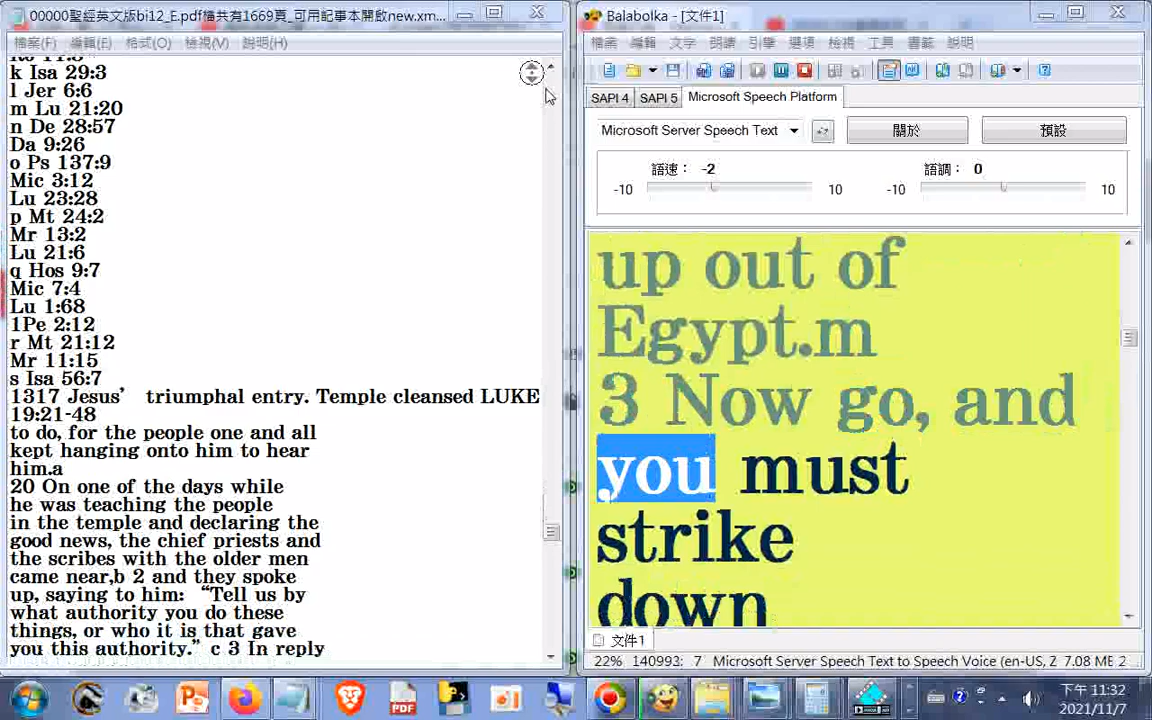 00000聖經英文版bi12_E.pdf檔共有1669頁_可用記事本開啟new.xm...
檔案(F) 編輯(E) 格式(O) 檢視(V) 說明(H)
k Isa 29:3
l Jer 6:6
m Lu 21:20
n De 28:57
Da 9:26
o Ps 137:9
Mic 3:12
Lu 23:28
p Mt 24:2
Mr 13:2
Lu 21:6
q Hos 9:7
Mic 7:4
Lu 1:68
1Pe 2:12
r Mt 21:12
Mr 11:15
s Isa 56:7
1317 Jesus’ triumphal entry. Temple cleansed LUKE
19:21-48
to do, for the people one and all
kept hanging onto him to hear
him.a
20 On one of the days while
he was teaching the people
in the temple and declaring the
good news, the chief priests and
the scribes with the older men
came near,b 2 and they spoke
up, saying to him: “Tell us by
what authority you do these
things, or who it is that gave
you this authority.” c 3 In reply
Balabolka - [文件1]
檔案 編輯 文字 朗讀 引擎 選項 檢視 工具 書籤 說明
SAPI 4 SAPI 5 Microsoft Speech Platform
Microsoft Server Speech Text 關於 預設
語速： -2 語調： 0
-10 10 -10 10
up out of
Egypt.m
3 Now go, and
you must
strike
down
文件1
22% 140993: 7 Microsoft Server Speech Text to Speech Voice (en-US, Z 7.08 MB 2
PDF
下午 11:32
2021/11/7